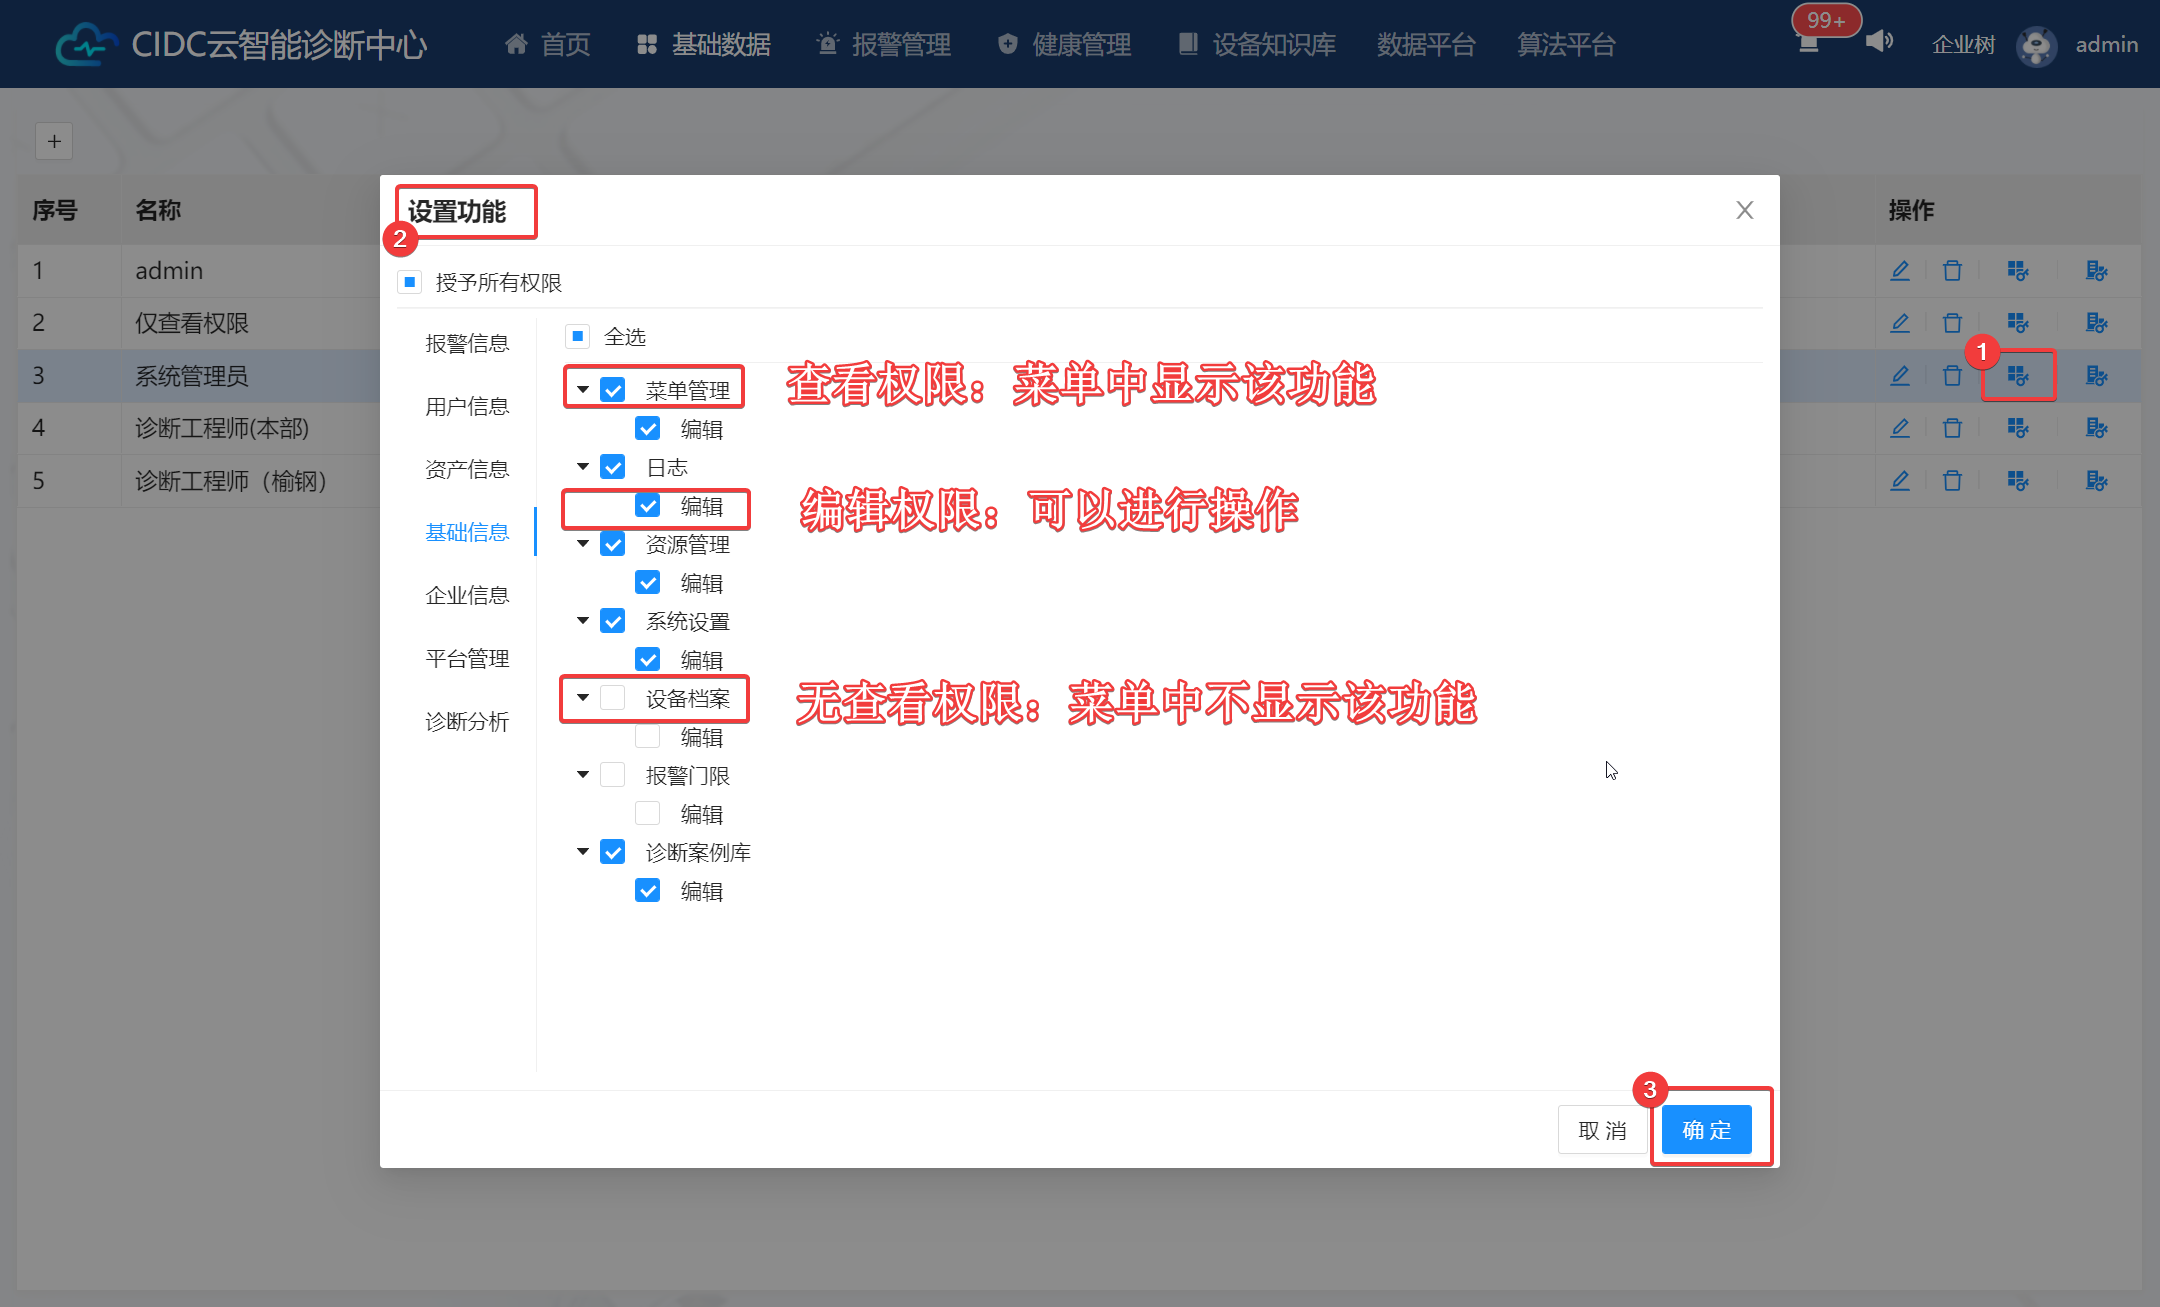 CIDC云智能诊断中心 首页 基础数据 报警管理 健康管理 设备知识库 数据平台 算法平台 99+ 企业树 admin
+
序号 名称 操作
1 admin
2 仅查看权限
3 系统管理员
4 诊断工程师(本部)
5 诊断工程师（榆钢）
1
设置功能
2
授予所有权限
报警信息
用户信息
资产信息
基础信息
企业信息
平台管理
诊断分析
全选
菜单管理 查看权限：菜单中显示该功能
编辑
日志
编辑 编辑权限：可以进行操作
资源管理
编辑
系统设置
编辑
设备档案 无查看权限：菜单中不显示该功能
编辑
报警门限
编辑
诊断案例库
编辑
3
取 消 确 定